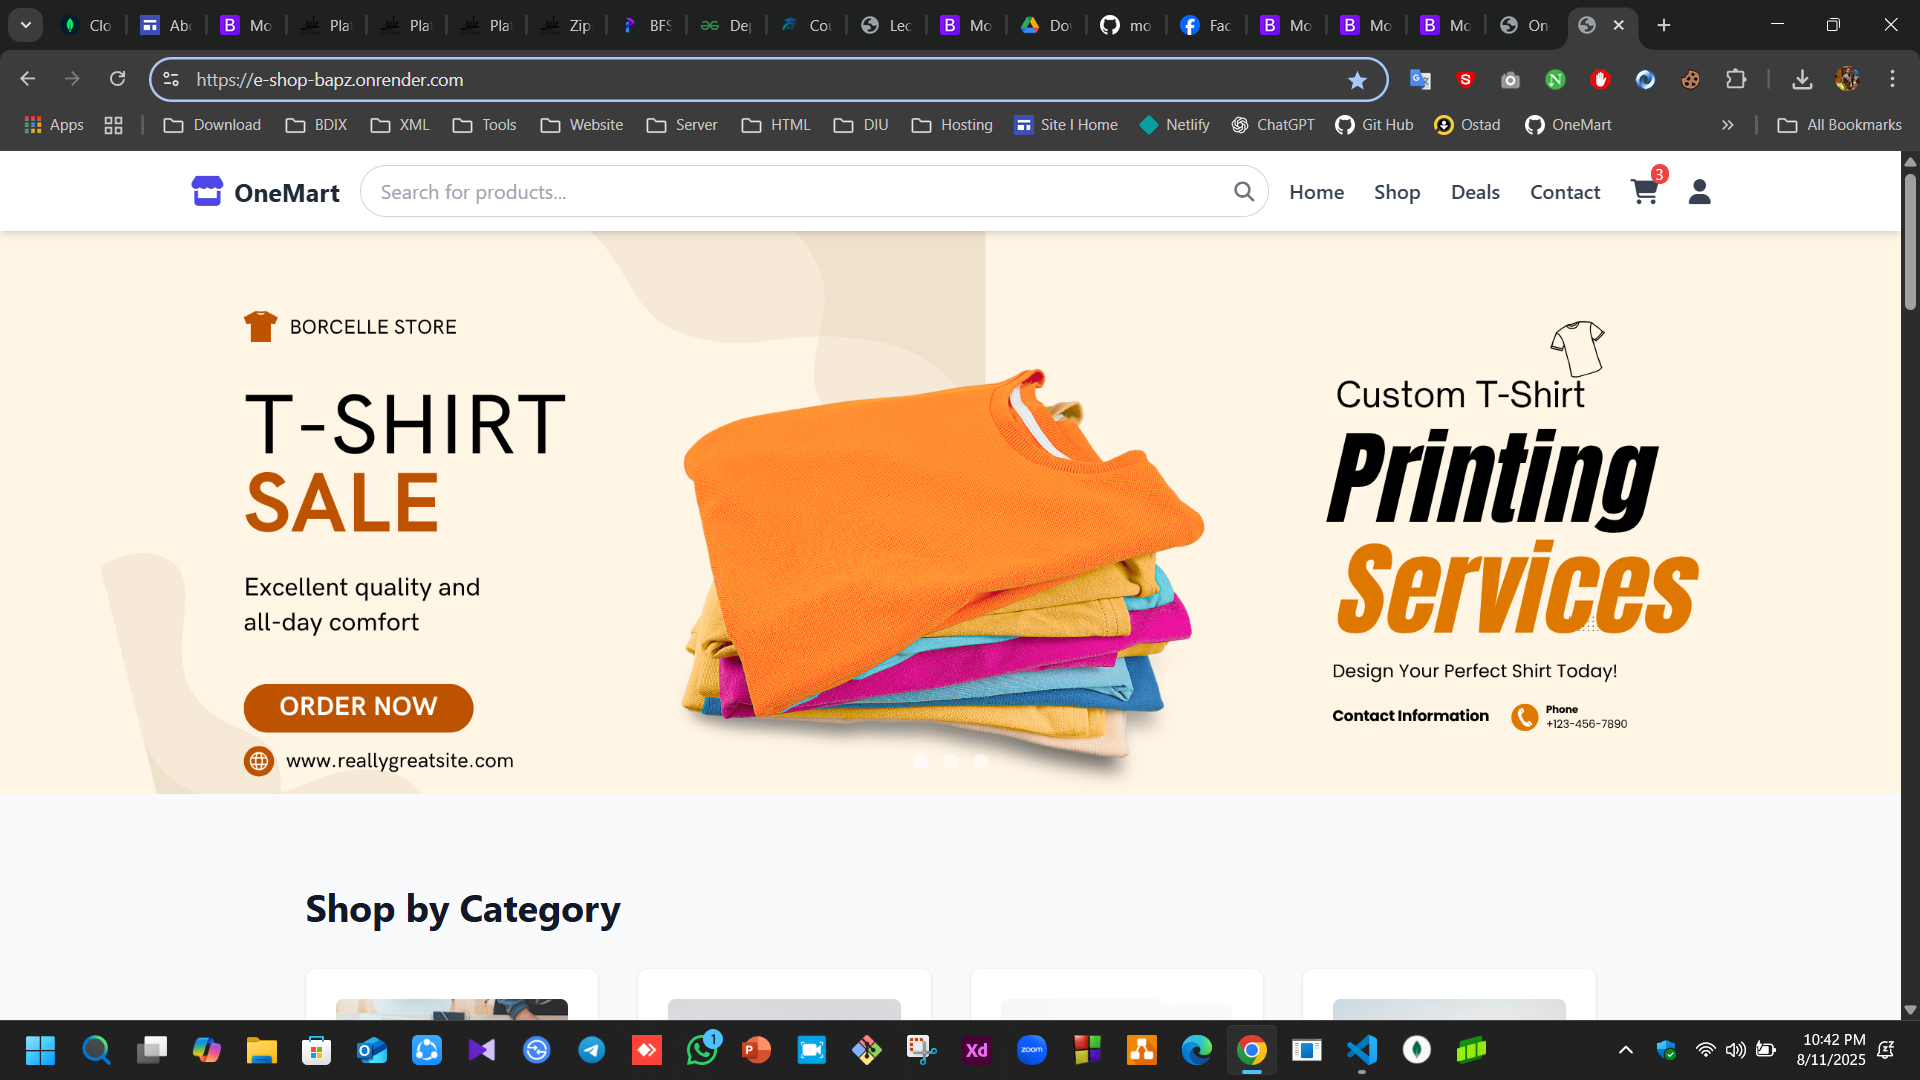 Clo
Abo
Mo
Pla
Pla
Pla
Zip
BFS
Dep
Cou
Lec
Mo
Do
mo
Fac
Mo
Mo
Mo
On
https://e-shop-bapz.onrender.com
Apps
Download
BDIX
XML
Tools
Website
Server
HTML
DIU
Hosting
Site I Home
Netlify
ChatGPT
Git Hub
Ostad
OneMart
All Bookmarks
OneMart
Search for products...
Home
Shop
Deals
Contact
3
BORCELLE STORE
T-SHIRT
SALE
Excellent quality and
all-day comfort
ORDER NOW
www.reallygreatsite.com
Custom T-Shirt
Printing
Services
Design Your Perfect Shirt Today!
Contact Information
Phone
+123-456-7890
Shop by Category
1
Xd
zoom
10:42 PM
8/11/2025